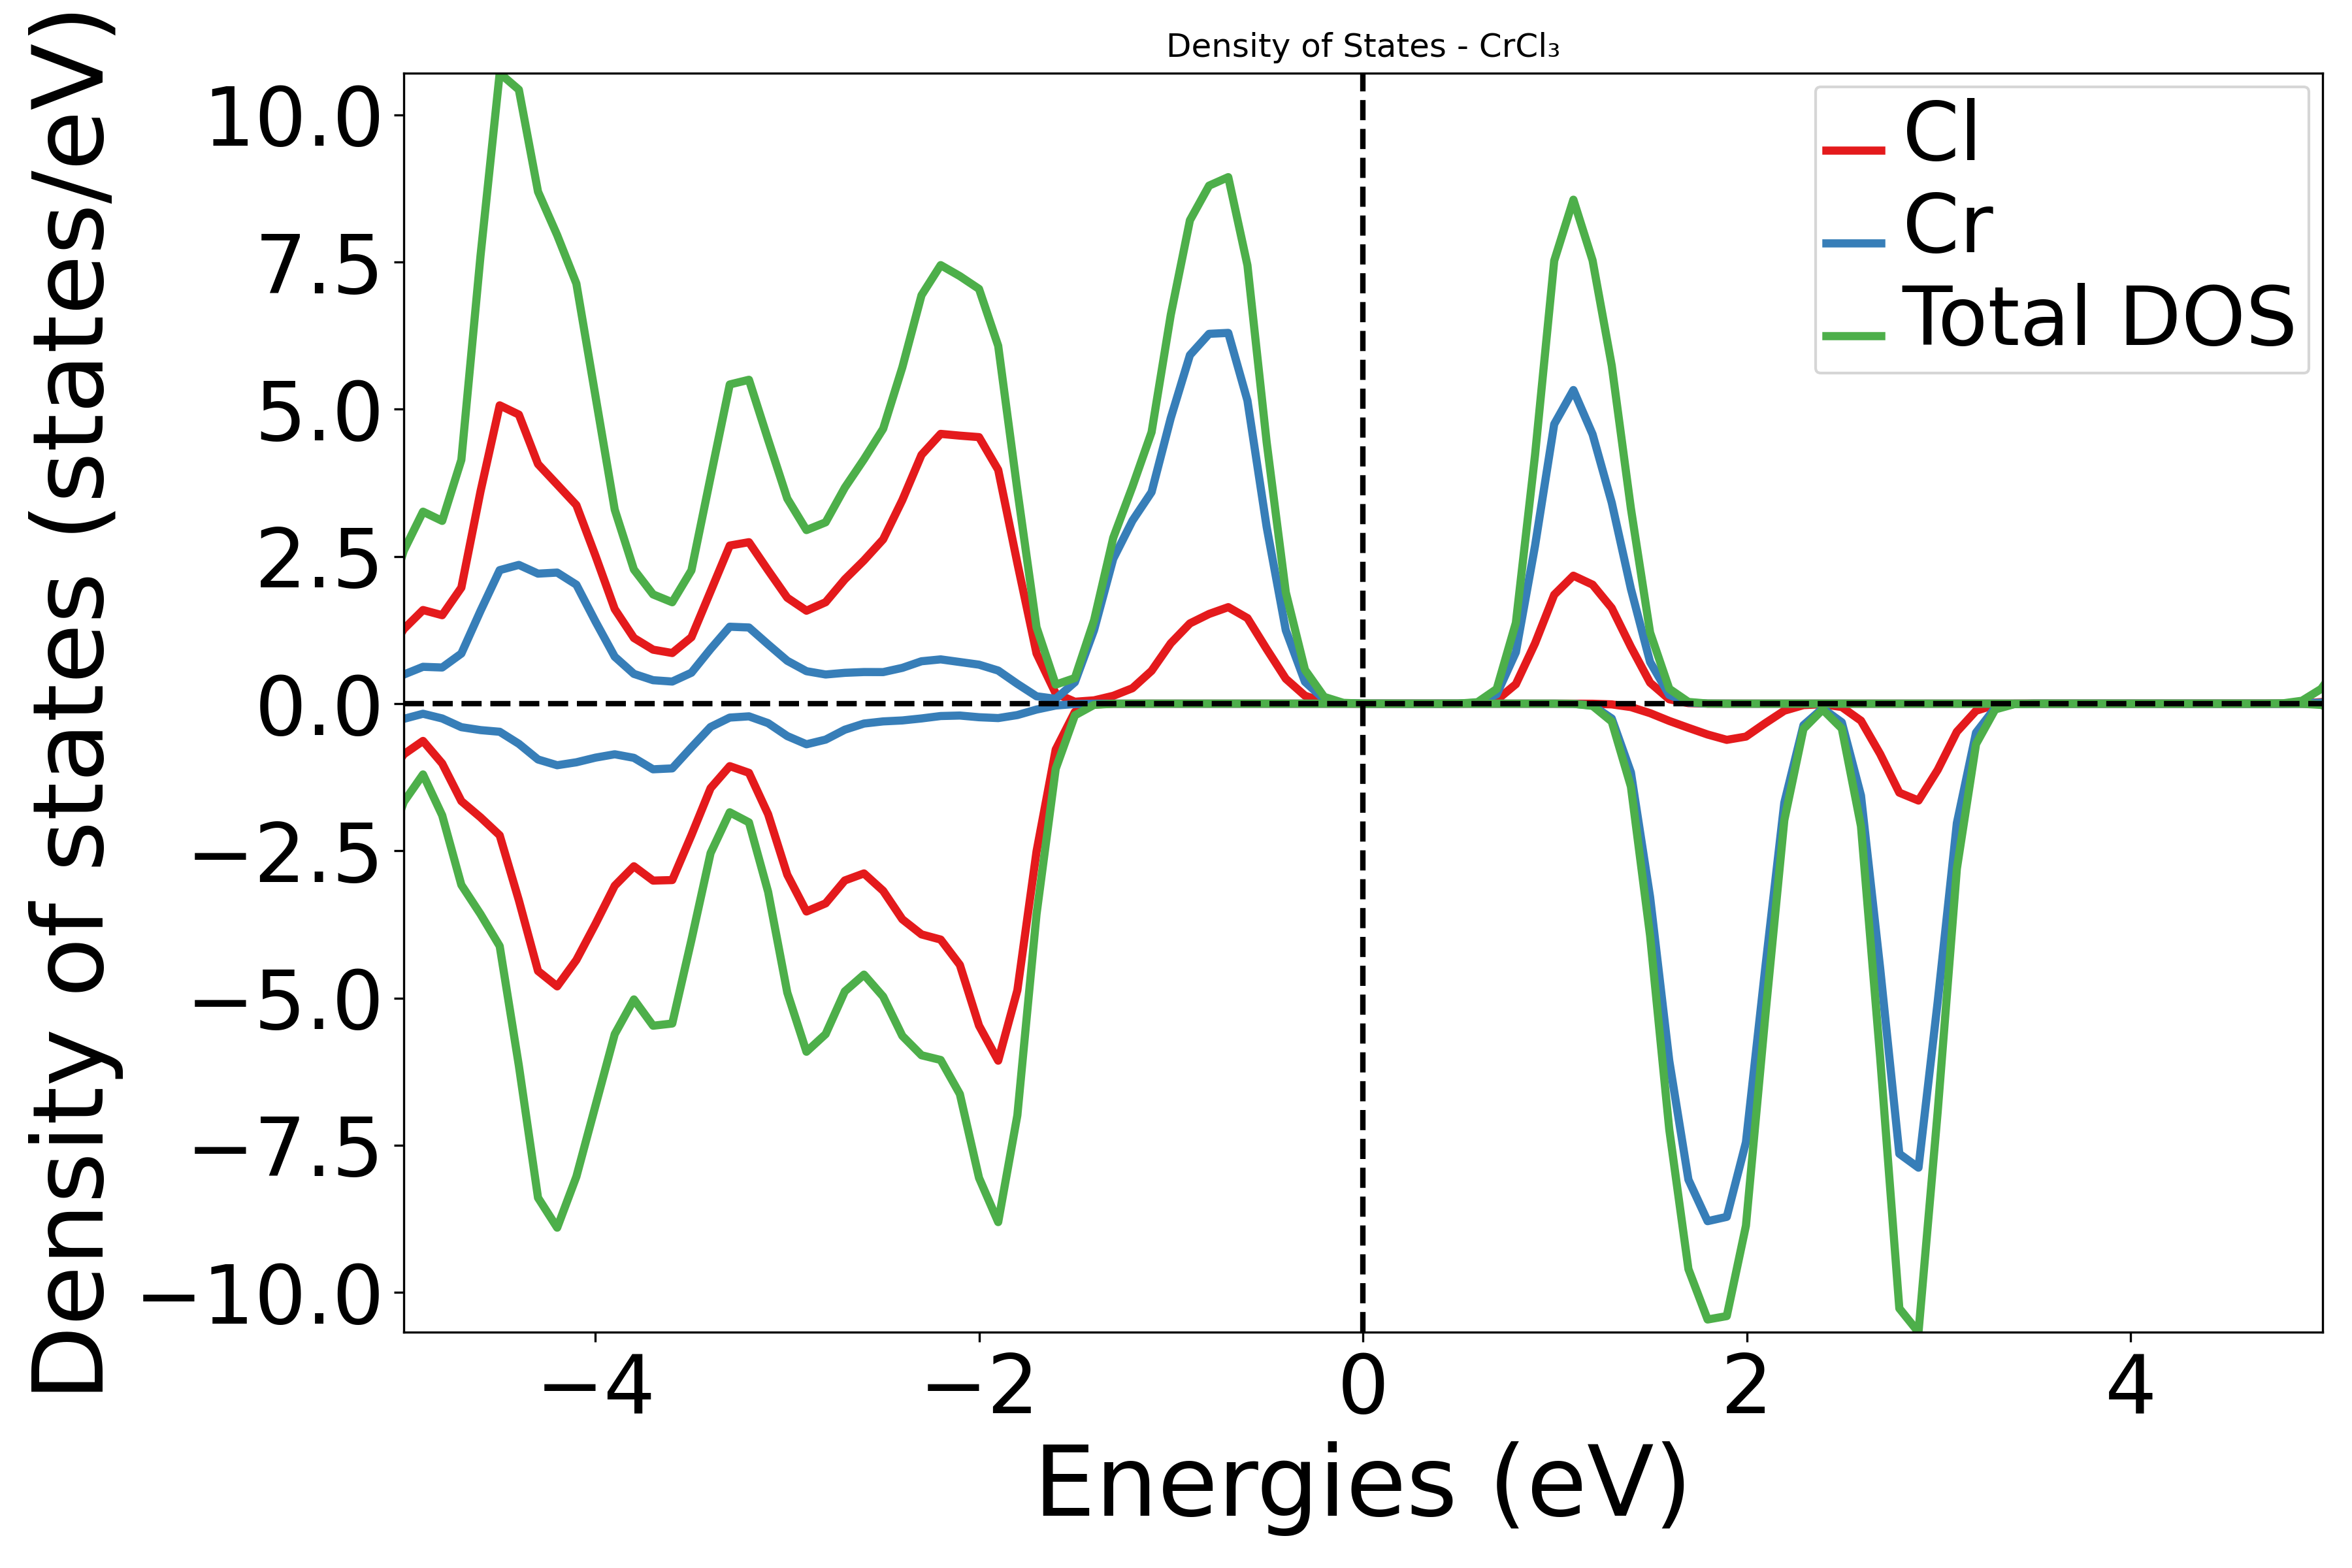 Density of States - CrCl₃
Density of states (states/eV)
10.0
7.5
5.0
2.5
0.0
−2.5
−5.0
−7.5
−10.0
Cl
Cr
Total DOS
−4
−2
0
2
4
Energies (eV)